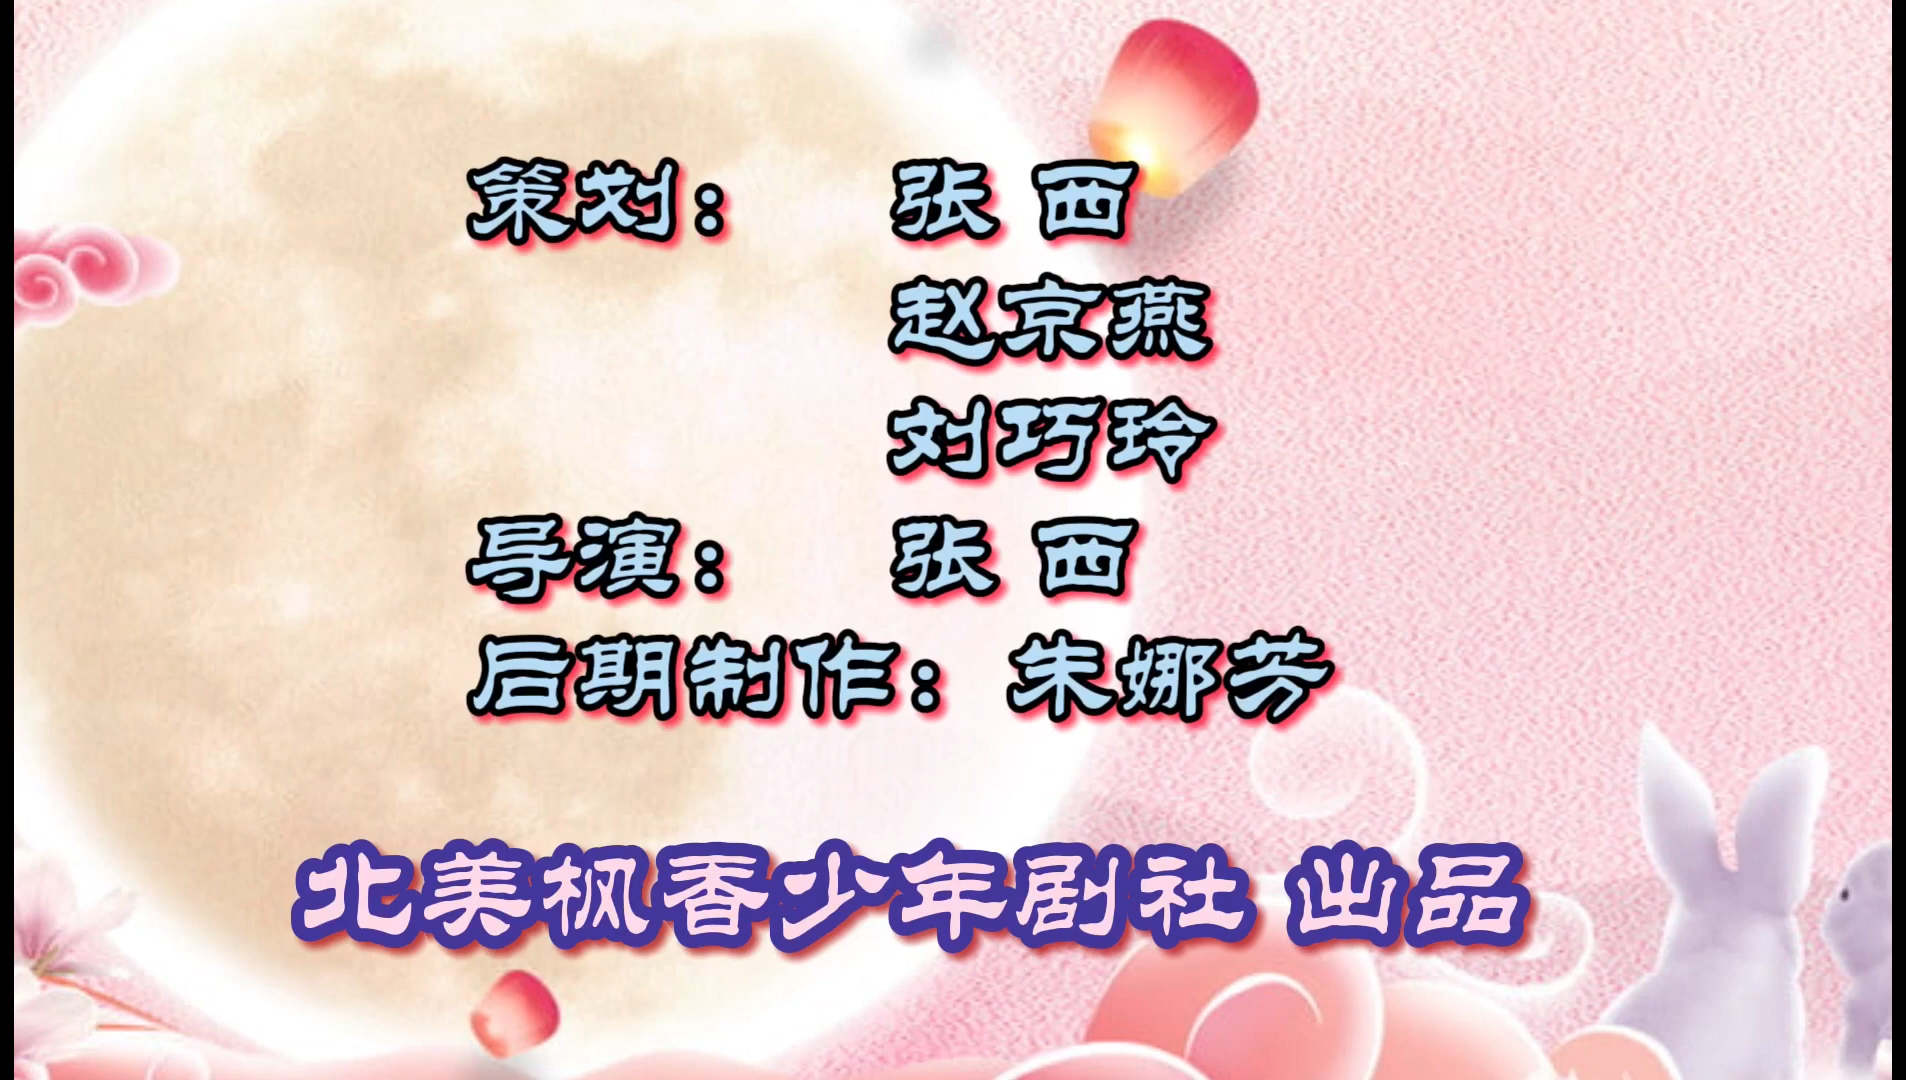 策划： 张 西
赵京燕
刘巧玲
导演： 张 西
后期制作：朱娜芳
北美枫香少年剧社 出品